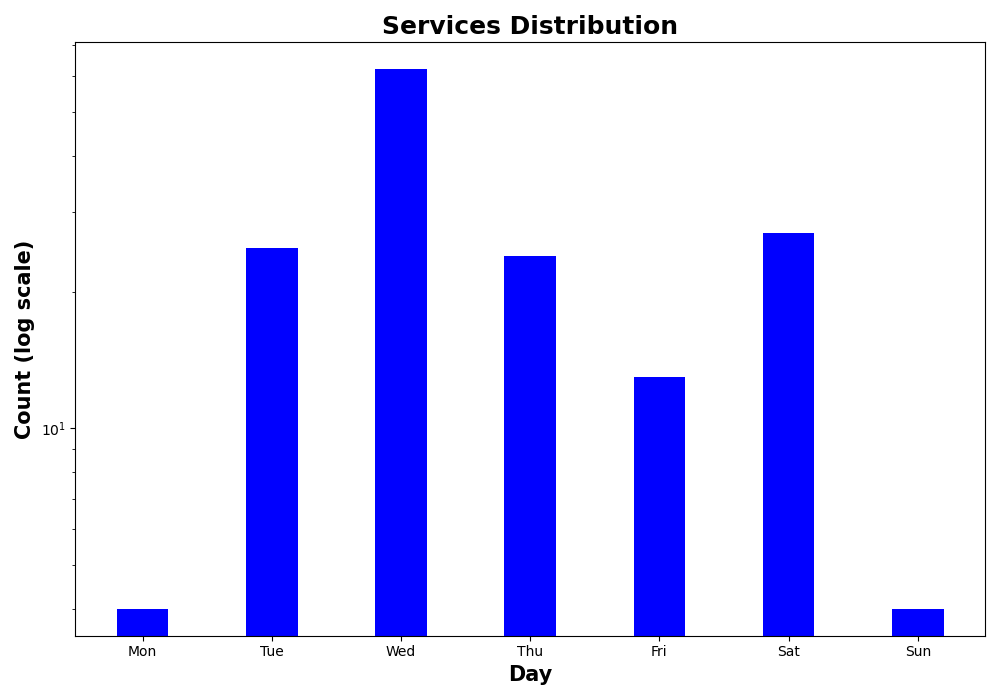 Services Distribution
Count (log scale)
10¹
Mon Tue Wed Thu Fri Sat Sun
Day